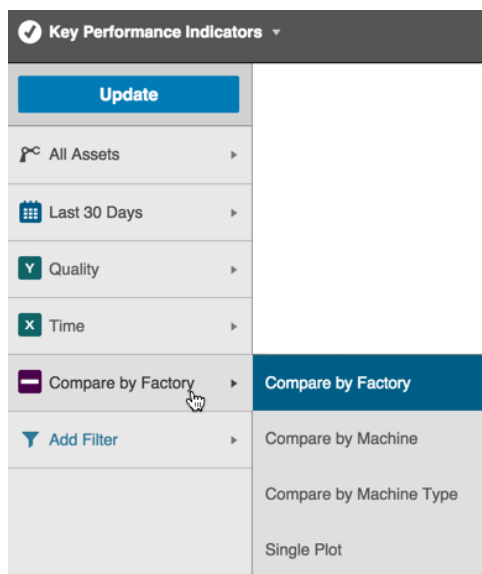 Key Performance Indicators
Update
All Assets
Last 30 Days
Y Quality
X Time
Compare by Factory
Compare by Factory
Add Filter
Compare by Machine
Compare by Machine Type
Single Plot